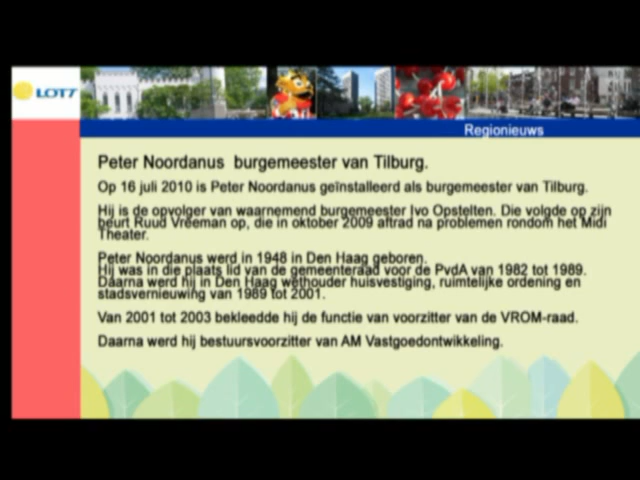 LOT7
Regionieuws
Peter Noordanus burgemeester van Tilburg.
Op 16 juli 2010 is Peter Noordanus geïnstalleerd als burgemeester van Tilburg.
Hij is de opvolger van waarnemend burgemeester Ivo Opstelten. Die volgde op zijn
beurt Ruud Vreeman op, die in oktober 2009 aftrad na problemen rondom het Midi
Theater.
Peter Noordanus werd in 1948 in Den Haag geboren.
Hij was in die plaats lid van de gemeenteraad voor de PvdA van 1982 tot 1989.
Daarna werd hij in Den Haag wethouder huisvestiging, ruimtelijke ordening en
stadsvernieuwing van 1989 tot 2001.
Van 2001 tot 2003 bekleedde hij de functie van voorzitter van de VROM-raad.
Daarna werd hij bestuursvoorzitter van AM Vastgoedontwikkeling.